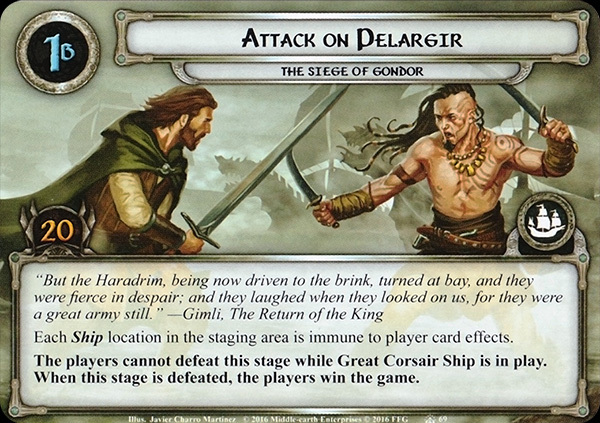 1B
ATTACK ON PELARGIR
THE SIEGE OF GONDOR
20
“But the Haradrim, being now driven to the brink, turned at bay, and they
were fierce in despair; and they laughed when they looked on us, for they were
a great army still.” —Gimli, The Return of the King
Each Ship location in the staging area is immune to player card effects.
The players cannot defeat this stage while Great Corsair Ship is in play.
When this stage is defeated, the players win the game.
Illus. Javier Charro Martinez © 2016 Middle-earth Enterprises © 2016 FFG 69